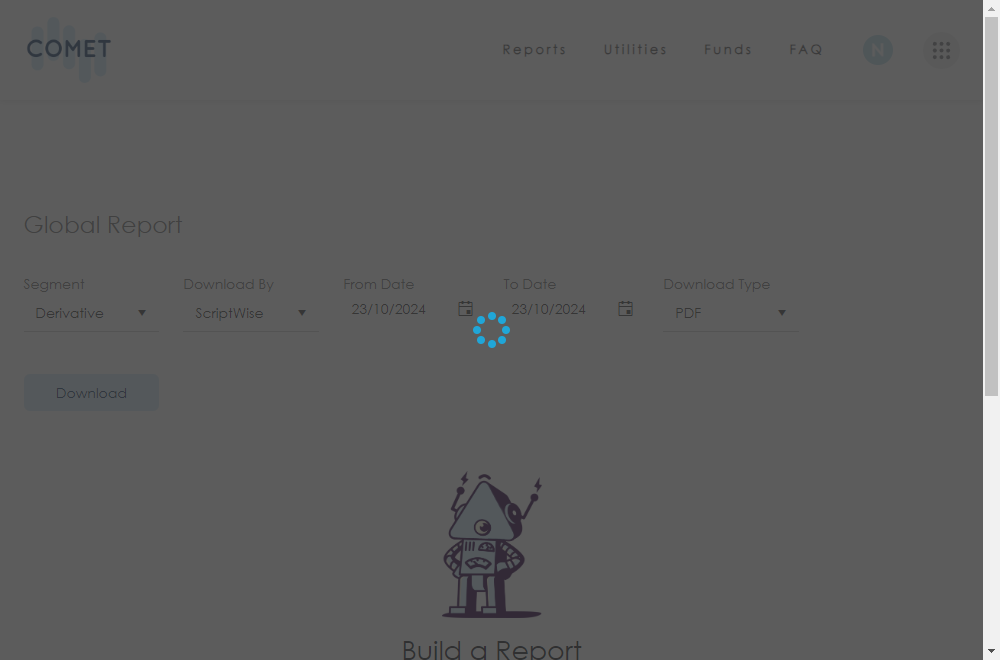 COMET
Reports Utilities Funds FAQ N
Global Report
Segment Download By From Date To Date Download Type
Derivative ScriptWise 23/10/2024 23/10/2024 PDF
Download
Build a Report